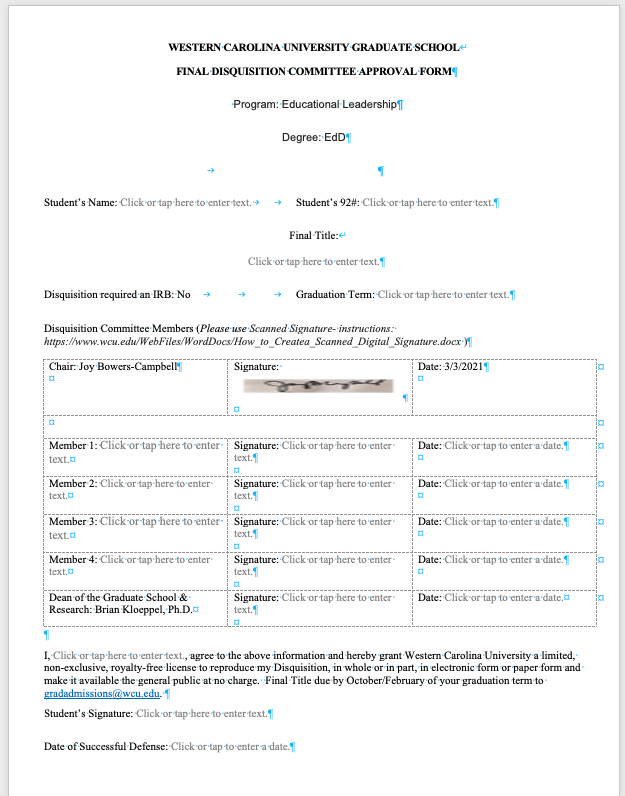 WESTERN CAROLINA UNIVERSITY GRADUATE SCHOOL
FINAL DISQUISITION COMMITTEE APPROVAL FORM
Program: Educational Leadership
Degree: EdD
Student's Name: Click or tap here to enter text. Student's 92#: Click or tap here to enter text.
Final Title:
Click or tap here to enter text.
Disquisition required an IRB: No Graduation Term: Click or tap here to enter text.
Disquisition Committee Members (Please use Scanned Signature- instructions:
https://www.wcu.edu/WebFiles/WordDocs/How_to_Createa_Scanned_Digital_Signature.docx )
Chair: Joy Bowers-Campbell Signature: Date: 3/3/2021
Member 1: Click or tap here to enter Signature: Click or tap here to enter Date: Click or tap to enter a date.
text. text.
Member 2: Click or tap here to enter Signature: Click or tap here to enter Date: Click or tap to enter a date.
text. text.
Member 3: Click or tap here to enter Signature: Click or tap here to enter Date: Click or tap to enter a date.
text. text.
Member 4: Click or tap here to enter Signature: Click or tap here to enter Date: Click or tap to enter a date.
text. text.
Dean of the Graduate School & Signature: Click or tap here to enter Date: Click or tap to enter a date.
Research: Brian Kloeppel, Ph.D. text.
I, Click or tap here to enter text., agree to the above information and hereby grant Western Carolina University a limited,
non-exclusive, royalty-free license to reproduce my Disquisition, in whole or in part, in electronic form or paper form and
make it available the general public at no charge. Final Title due by October/February of your graduation term to
gradadmissions@wcu.edu.
Student's Signature: Click or tap here to enter text.
Date of Successful Defense: Click or tap to enter a date.